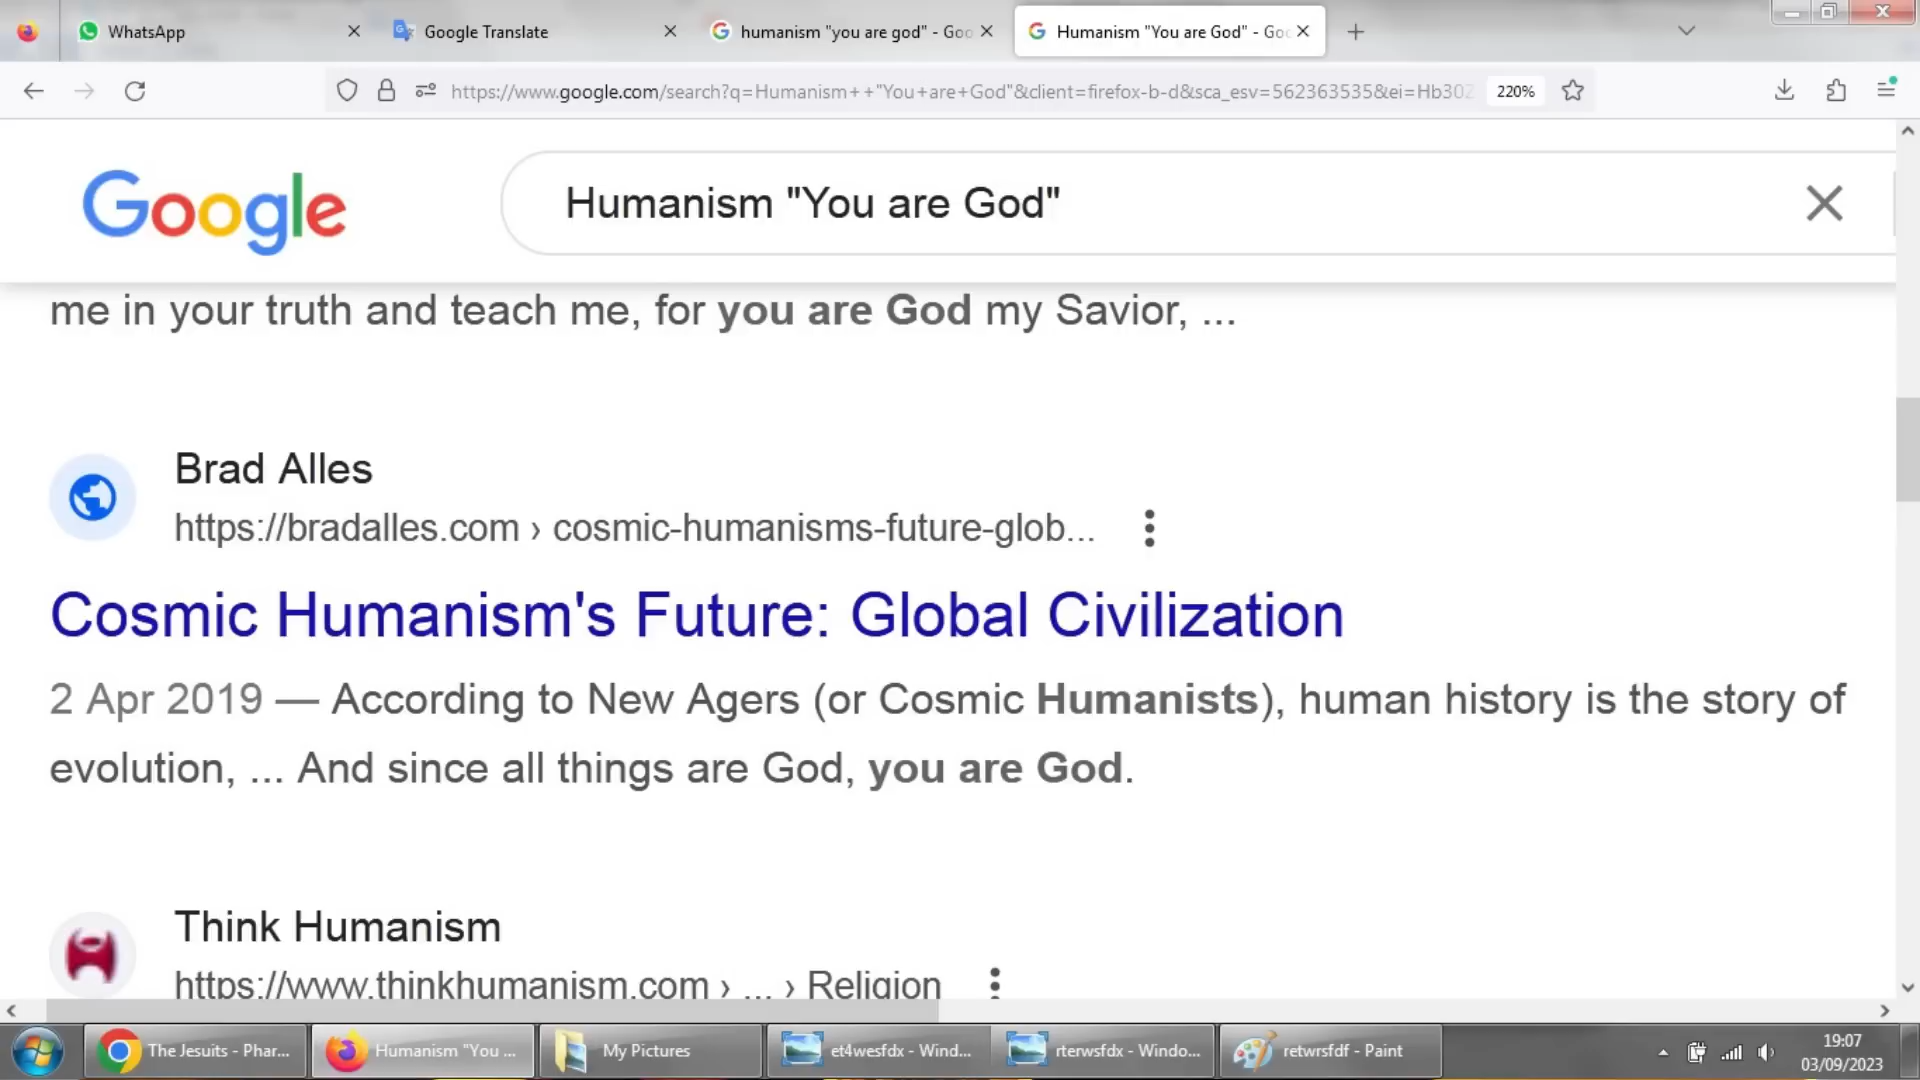 WhatsApp
Google Translate
humanism "you are god" - Goo
Humanism "You are God" - Goo
https://www.google.com/search?q=Humanism++"You+are+God"&client=firefox-b-d&sca_esv=562363535&ei=Hb302
220%
Google
Humanism "You are God"
me in your truth and teach me, for you are God my Savior, ...
Brad Alles
https://bradalles.com › cosmic-humanisms-future-glob...
Cosmic Humanism's Future: Global Civilization
2 Apr 2019 — According to New Agers (or Cosmic Humanists), human history is the story of
evolution, ... And since all things are God, you are God.
Think Humanism
https://www.thinkhumanism.com › ... › Religion
The Jesuits - Phar...
Humanism "You ...
My Pictures
et4wesfdx - Wind...
rterwsfdx - Windo...
retwrsfdf - Paint
19:07
03/09/2023